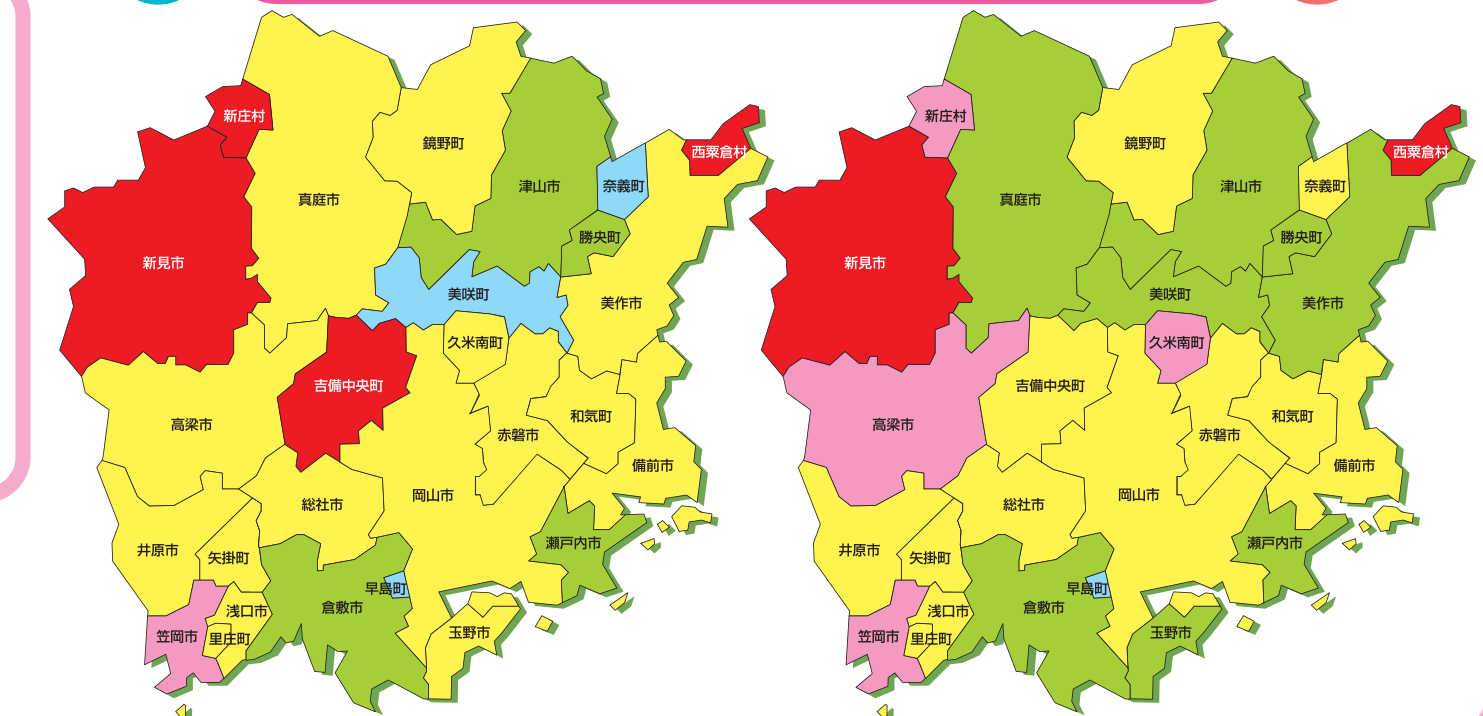 新庄村
鏡野町
西粟倉村
真庭市
津山市
奈義町
勝央町
新見市
美咲町
美作市
久米南町
吉備中央町
高梁市
和気町
赤磐市
備前市
岡山市
総社市
井原市
矢掛町
瀬戸内市
早島町
倉敷市
浅口市
玉野市
笠岡市
里庄町
新庄村
鏡野町
西粟倉村
真庭市
津山市
奈義町
勝央町
新見市
美咲町
美作市
久米南町
吉備中央町
高梁市
和気町
赤磐市
備前市
岡山市
総社市
井原市
矢掛町
瀬戸内市
早島町
倉敷市
浅口市
玉野市
笠岡市
里庄町